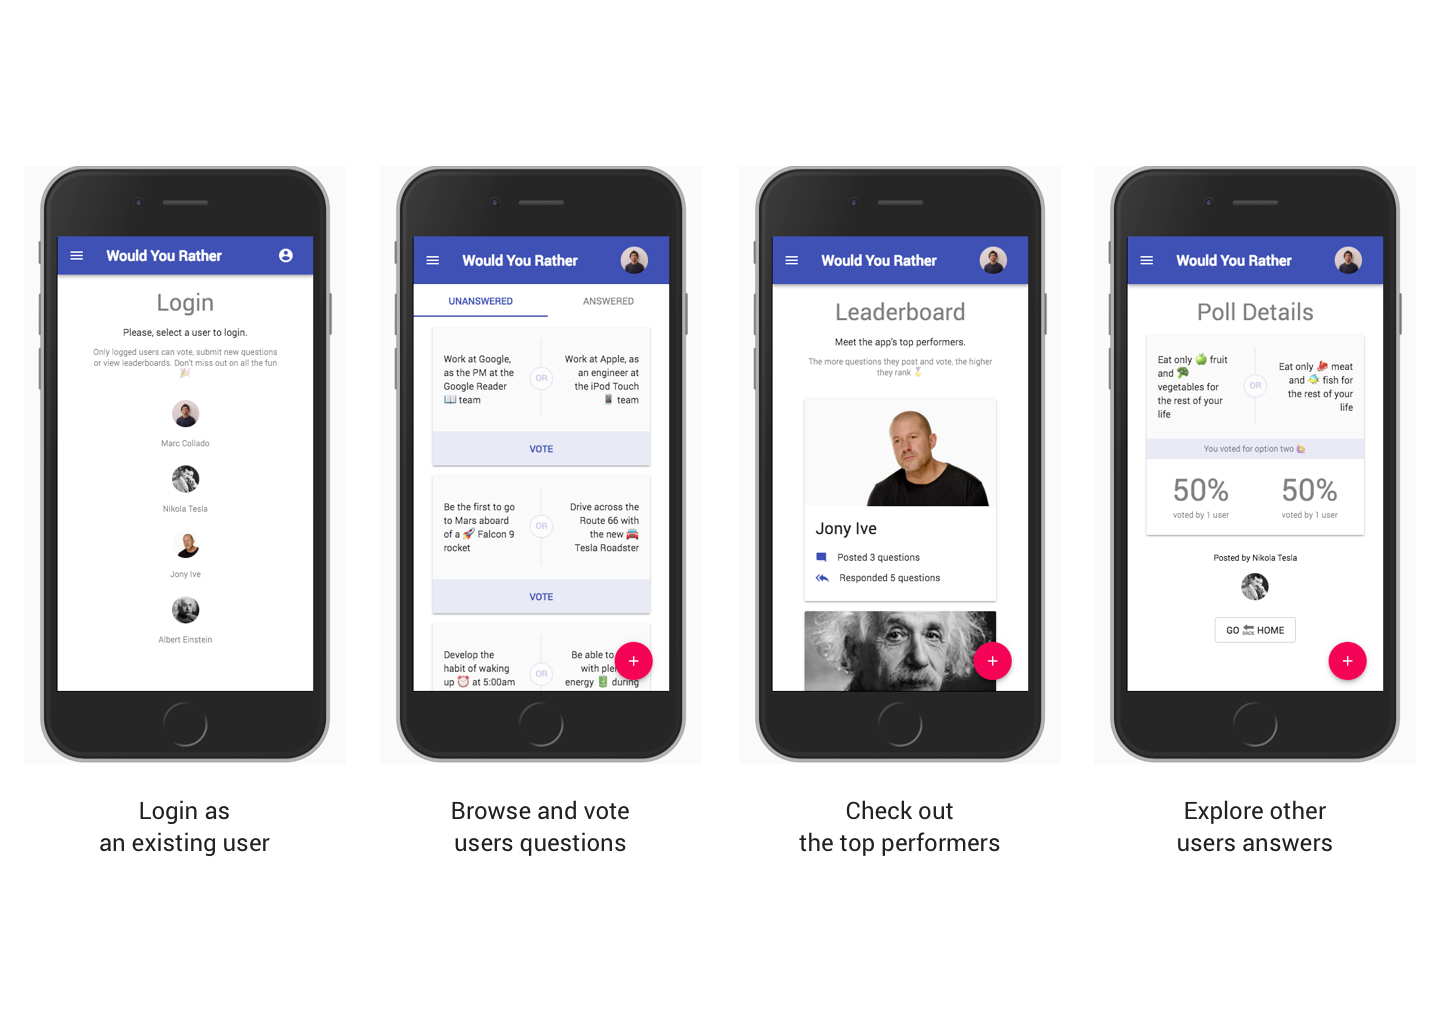 Would You Rather
Login
Please, select a user to login.
Only logged users can vote, submit new questions
or view leaderboards. Don't miss out on all the fun
🎉
Marc Collado
Nikola Tesla
Jony Ive
Albert Einstein
Login as
an existing user
Would You Rather
UNANSWERED
ANSWERED
Work at Google,
as the PM at the
Google Reader
📖 team
OR
Work at Apple, as
an engineer at
the iPod Touch
📱 team
VOTE
Be the first to go
to Mars aboard
of a 🚀 Falcon 9
rocket
OR
Drive across the
Route 66 with
the new 🚘
Tesla Roadster
VOTE
Develop the
habit of waking
up ⏰ at 5:00am
OR
Be able to
with
energy 🔋 during
+
Browse and vote
users questions
Would You Rather
Leaderboard
Meet the app's top performers.
The more questions they post and vote, the higher
they rank 🏅
Jony Ive
Posted 3 questions
Responded 5 questions
+
Check out
the top performers
Would You Rather
Poll Details
Eat only 🍏 fruit
and 🥦
vegetables for
the rest of your
life
OR
Eat only 🥩 meat
and 🐠 fish for
the rest of your
life
You voted for option two 🙋
50%
voted by 1 user
50%
voted by 1 user
Posted by Nikola Tesla
GO 🔙 HOME
+
Explore other
users answers